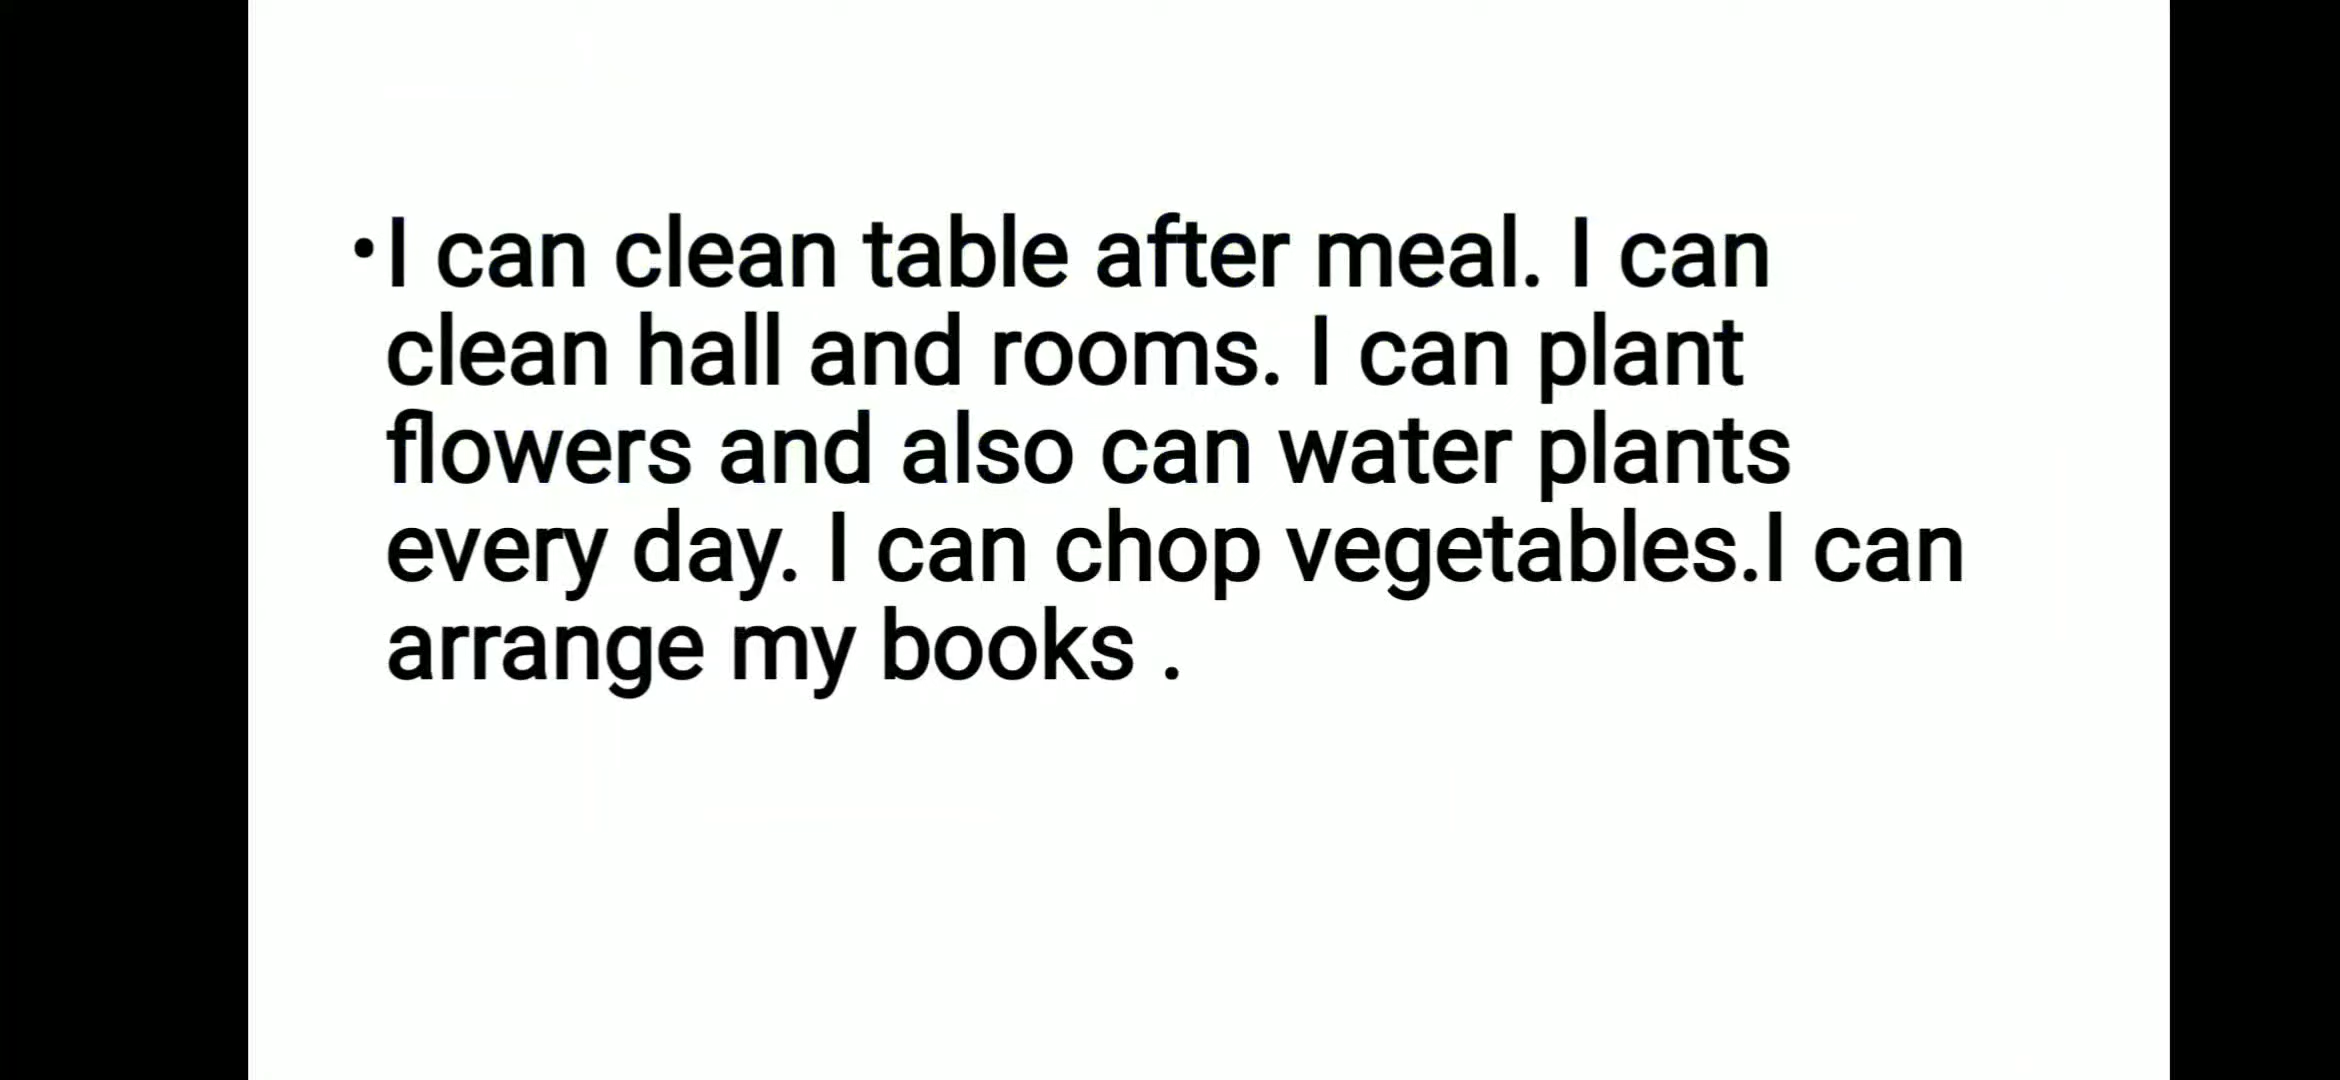 •I can clean table after meal. I can
clean hall and rooms. I can plant
flowers and also can water plants
every day. I can chop vegetables.I can
arrange my books .